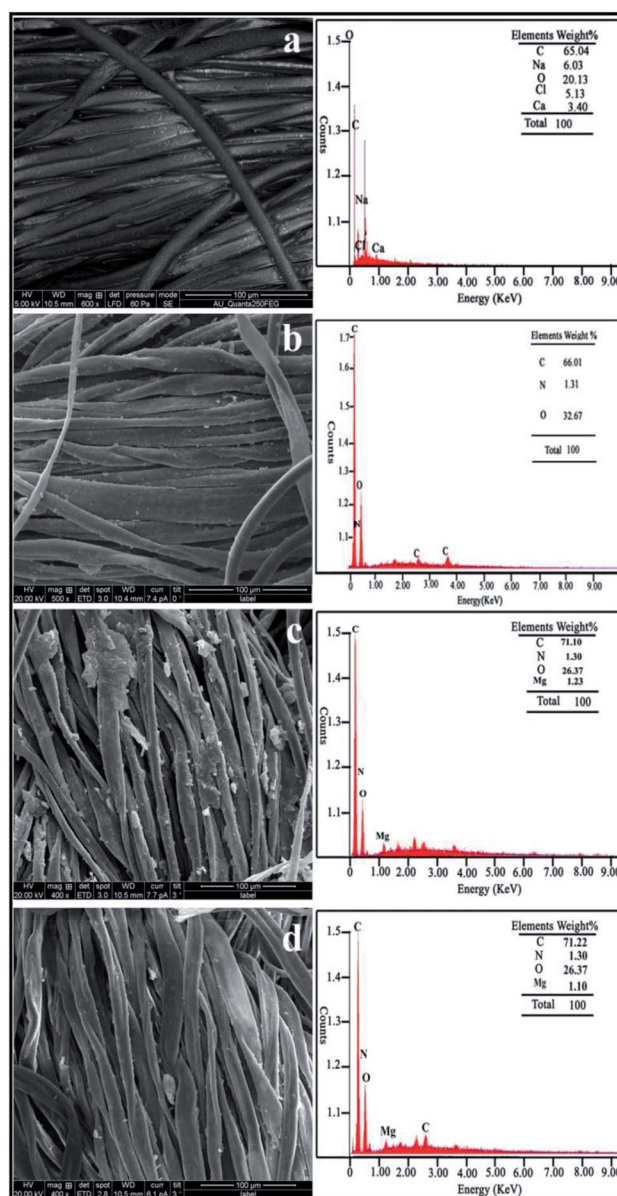 a
HV WD mag ⊞ det pressure mode
100 µm
5.00 kV 10.5 mm 600 x LFD 60 Pa SE
AU_Quanta250FEG
O
Elements Weight%
C 65.04
Na 6.03
O 20.13
Cl 5.13
Ca 3.40
Total 100
1.5
1.4
1.3
1.2
1.1
Counts
C
Na
Cl
Ca
0 1.00 2.00 3.00 4.00 5.00 6.00 7.00 8.00 9.00
Energy (KeV)
b
HV WD mag ⊞ det spot curr tilt
100 µm
20.00 kV 10.4 mm 500 x ETD 3.0 7.4 pA 0 °
label
C
Elements Weight %
C 66.01
N 1.31
O 32.67
Total 100
1.7
1.6
1.4
1.3
1.2
1.1
Counts
O
N
C
C
0 1.00 2.00 3.00 4.00 5.00 6.00 7.00 8.00 9.00
Energy(KeV)
c
HV WD mag ⊞ det spot curr tilt
100 µm
20.00 kV 10.5 mm 400 x ETD 3.0 7.7 pA 3 °
label
C
Elements Weight%
C 71.10
N 1.30
O 26.37
Mg 1.23
Total 100
1.5
1.4
1.3
1.2
1.1
Counts
N
O
Mg
0 1.00 2.00 3.00 4.00 5.00 6.00 7.00 8.00 9.00
Energy (KeV)
d
HV WD mag ⊞ det spot curr tilt
100 µm
20.00 kV 10.5 mm 400 x ETD 2.8 6.1 pA 3 °
label
C
Elements Weight%
C 71.22
N 1.30
O 26.37
Mg 1.10
Total 100
1.5
1.4
1.3
1.2
1.1
Counts
N
O
Mg
C
0 1.00 2.00 3.00 4.00 5.00 6.00 7.00 8.00 9.00
Energy (KeV)